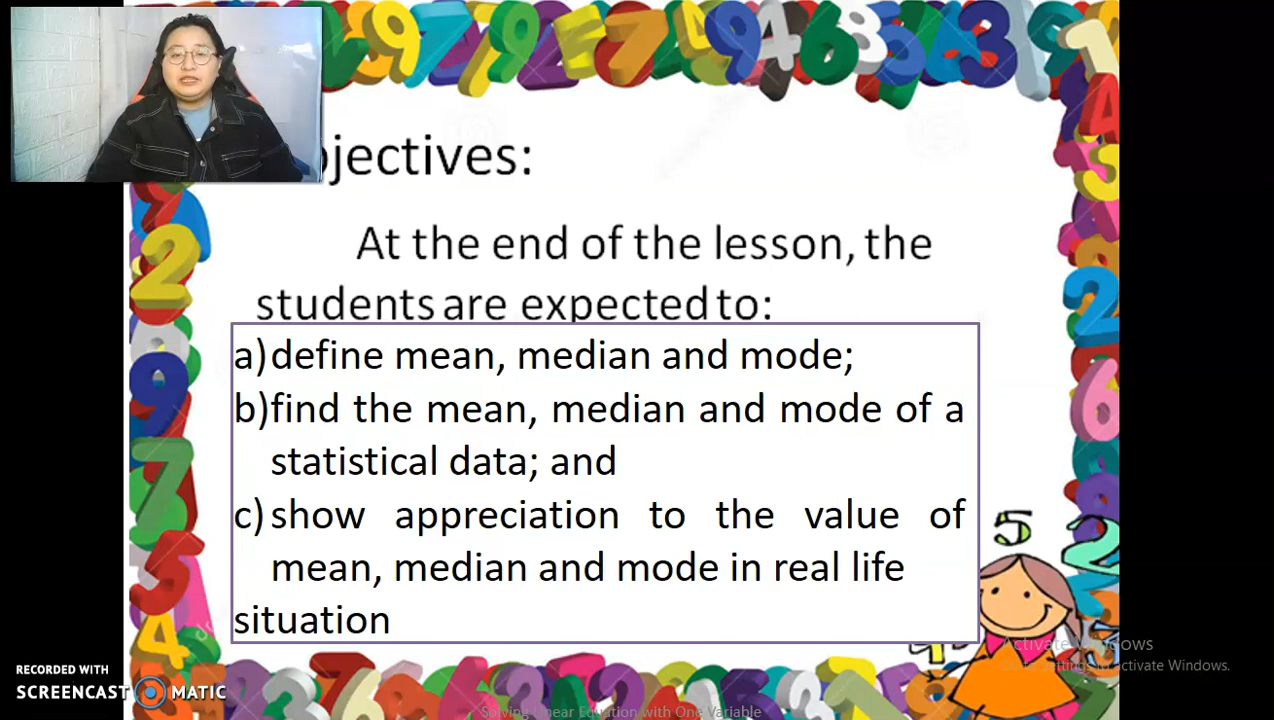 jectives:
At the end of the lesson, the
students are expected to:
a) define mean, median and mode;
b) find the mean, median and mode of a
statistical data; and
c) show appreciation to the value of
mean, median and mode in real life
situation
5
Activate Windows
activate Windows.
RECORDED WITH
SCREENCAST MATIC
Solving Linear Equation with One Variable